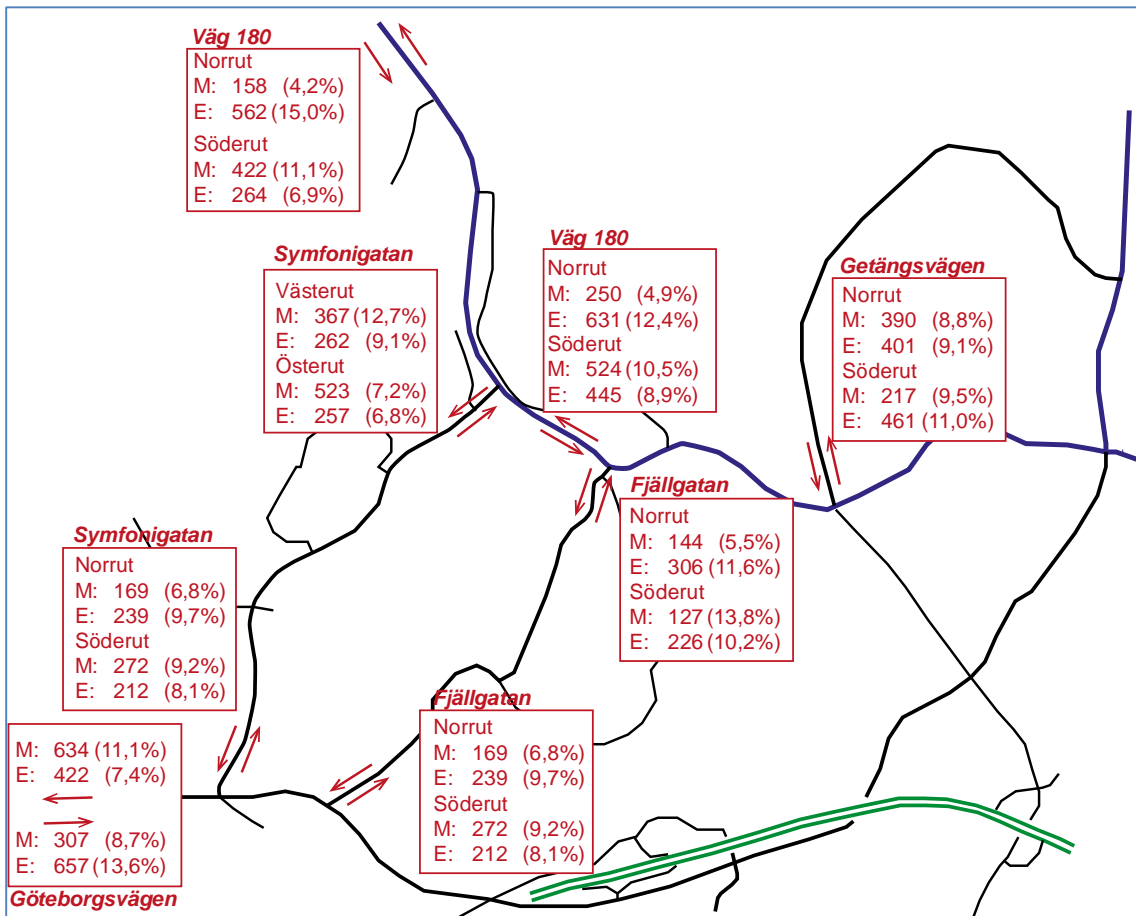 Väg 180
Norrut
M: 158 (4,2%)
E: 562 (15,0%)
Söderut
M: 422 (11,1%)
E: 264 (6,9%)
Symfonigatan
Västerut
M: 367 (12,7%)
E: 262 (9,1%)
Österut
M: 523 (7,2%)
E: 257 (6,8%)
Väg 180
Norrut
M: 250 (4,9%)
E: 631 (12,4%)
Söderut
M: 524 (10,5%)
E: 445 (8,9%)
Getängsvägen
Norrut
M: 390 (8,8%)
E: 401 (9,1%)
Söderut
M: 217 (9,5%)
E: 461 (11,0%)
Fjällgatan
Norrut
M: 144 (5,5%)
E: 306 (11,6%)
Söderut
M: 127 (13,8%)
E: 226 (10,2%)
Symfonigatan
Norrut
M: 169 (6,8%)
E: 239 (9,7%)
Söderut
M: 272 (9,2%)
E: 212 (8,1%)
Fjällgatan
Norrut
M: 169 (6,8%)
E: 239 (9,7%)
Söderut
M: 272 (9,2%)
E: 212 (8,1%)
M: 634 (11,1%)
E: 422 (7,4%)
M: 307 (8,7%)
E: 657 (13,6%)
Göteborgsvägen